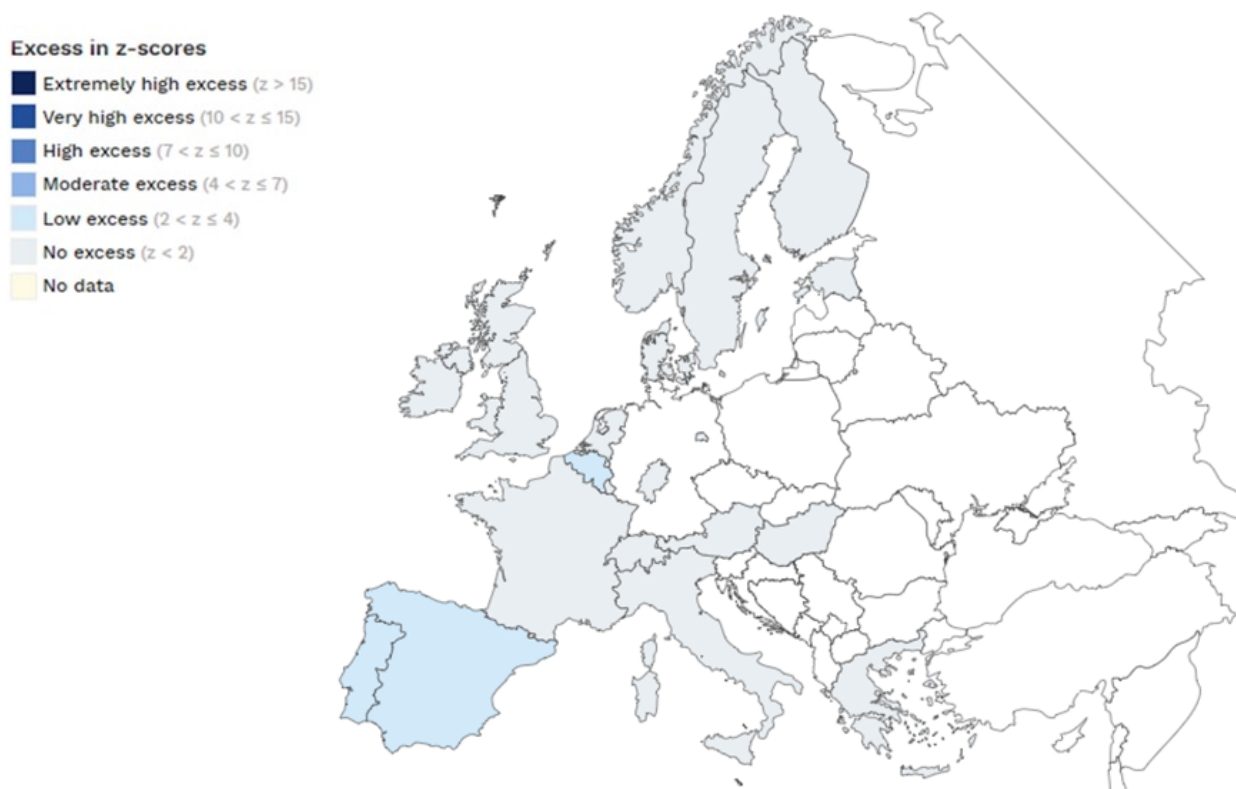 Excess in z-scores
Extremely high excess (z > 15)
Very high excess (10 < z ≤ 15)
High excess (7 < z ≤ 10)
Moderate excess (4 < z ≤ 7)
Low excess (2 < z ≤ 4)
No excess (z < 2)
No data